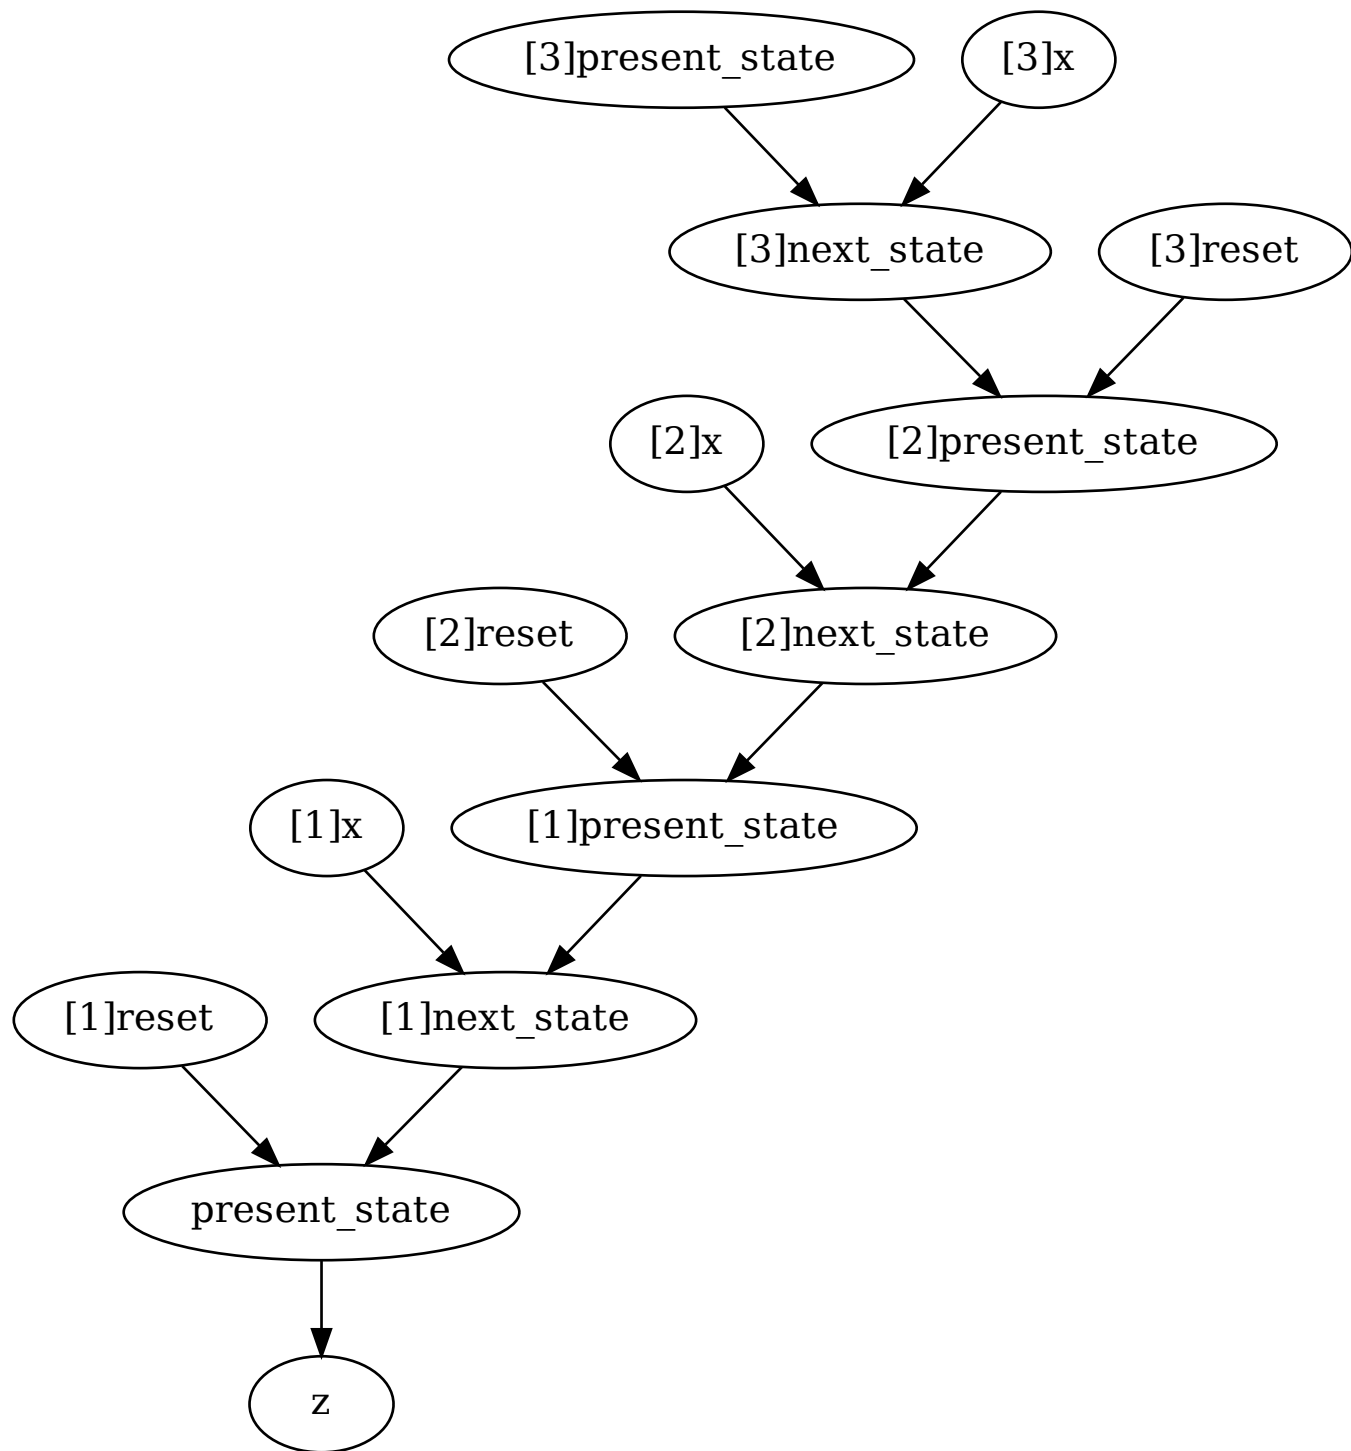 [3]present_state
[3]x
[3]next_state
[3]reset
[2]x
[2]present_state
[2]reset
[2]next_state
[1]x
[1]present_state
[1]reset
[1]next_state
present_state
z